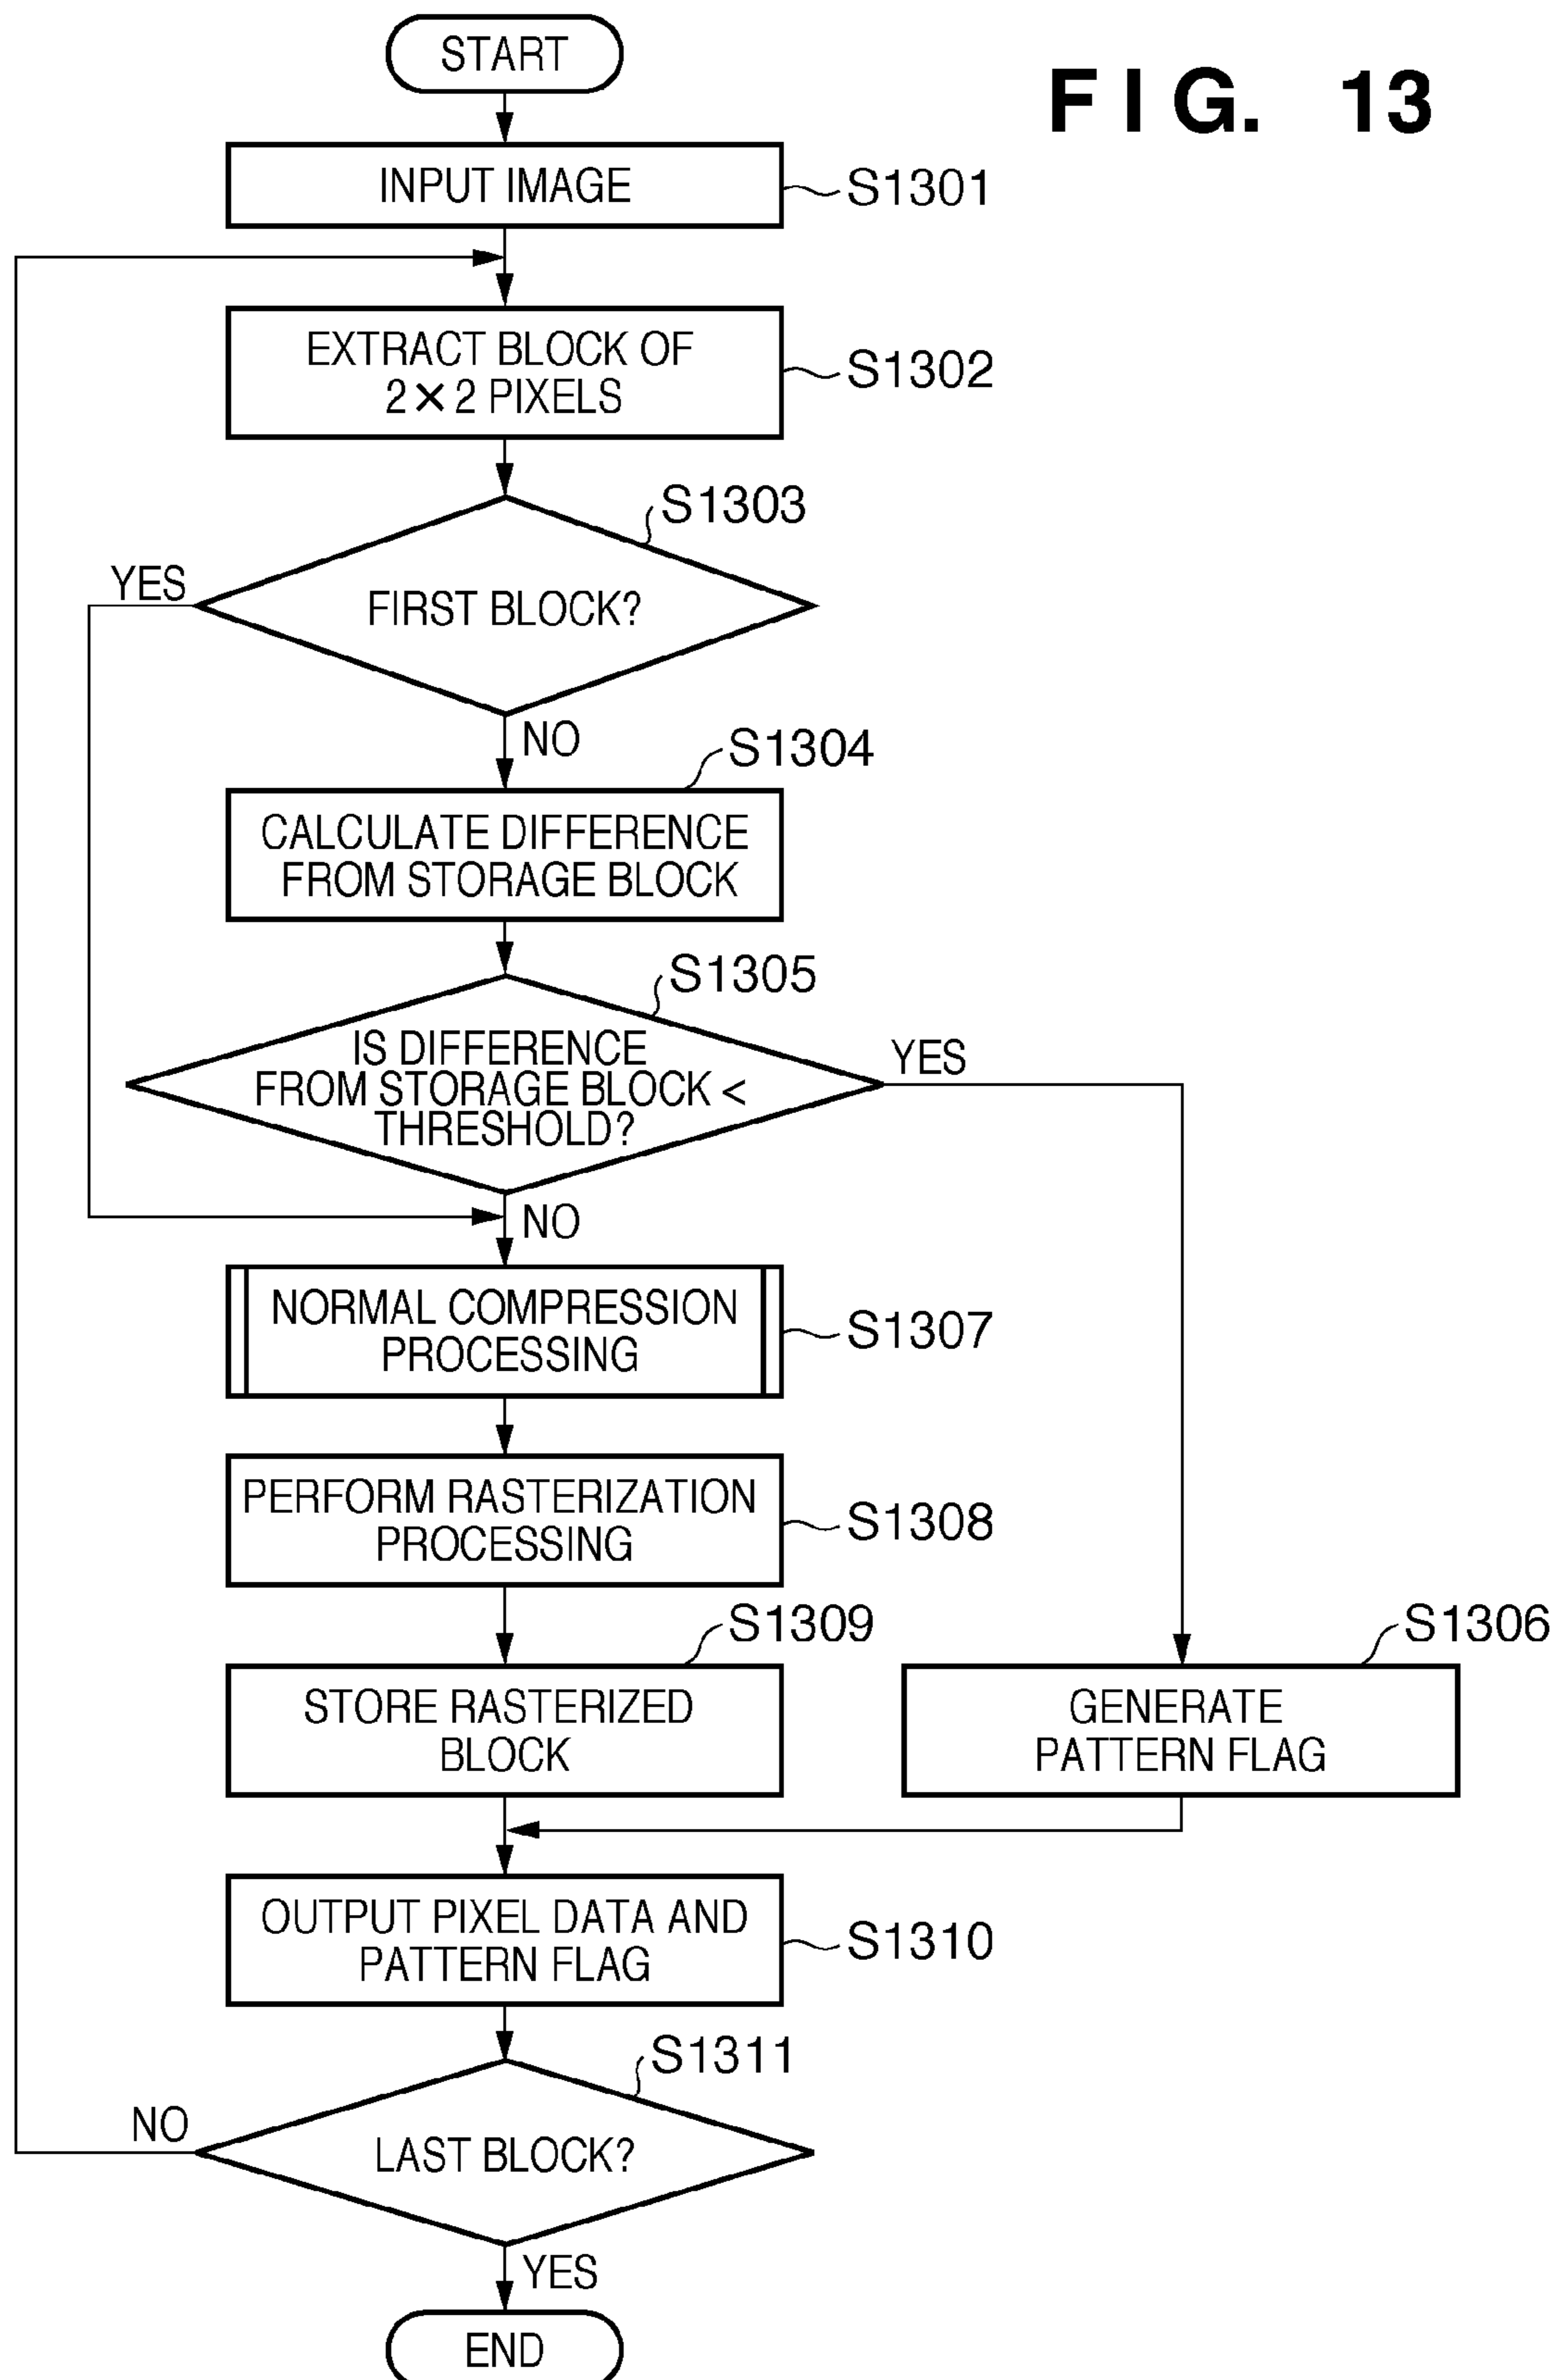 START
FIG. 13
INPUT IMAGE
S1301
EXTRACT BLOCK OF
2×2 PIXELS
S1302
S1303
YES
FIRST BLOCK?
NO
S1304
CALCULATE DIFFERENCE
FROM STORAGE BLOCK
S1305
IS DIFFERENCE
FROM STORAGE BLOCK <
THRESHOLD?
YES
NO
NORMAL COMPRESSION
PROCESSING
S1307
PERFORM RASTERIZATION
PROCESSING
S1308
S1309
STORE RASTERIZED
BLOCK
S1306
GENERATE
PATTERN FLAG
OUTPUT PIXEL DATA AND
PATTERN FLAG
S1310
S1311
NO
LAST BLOCK?
YES
END